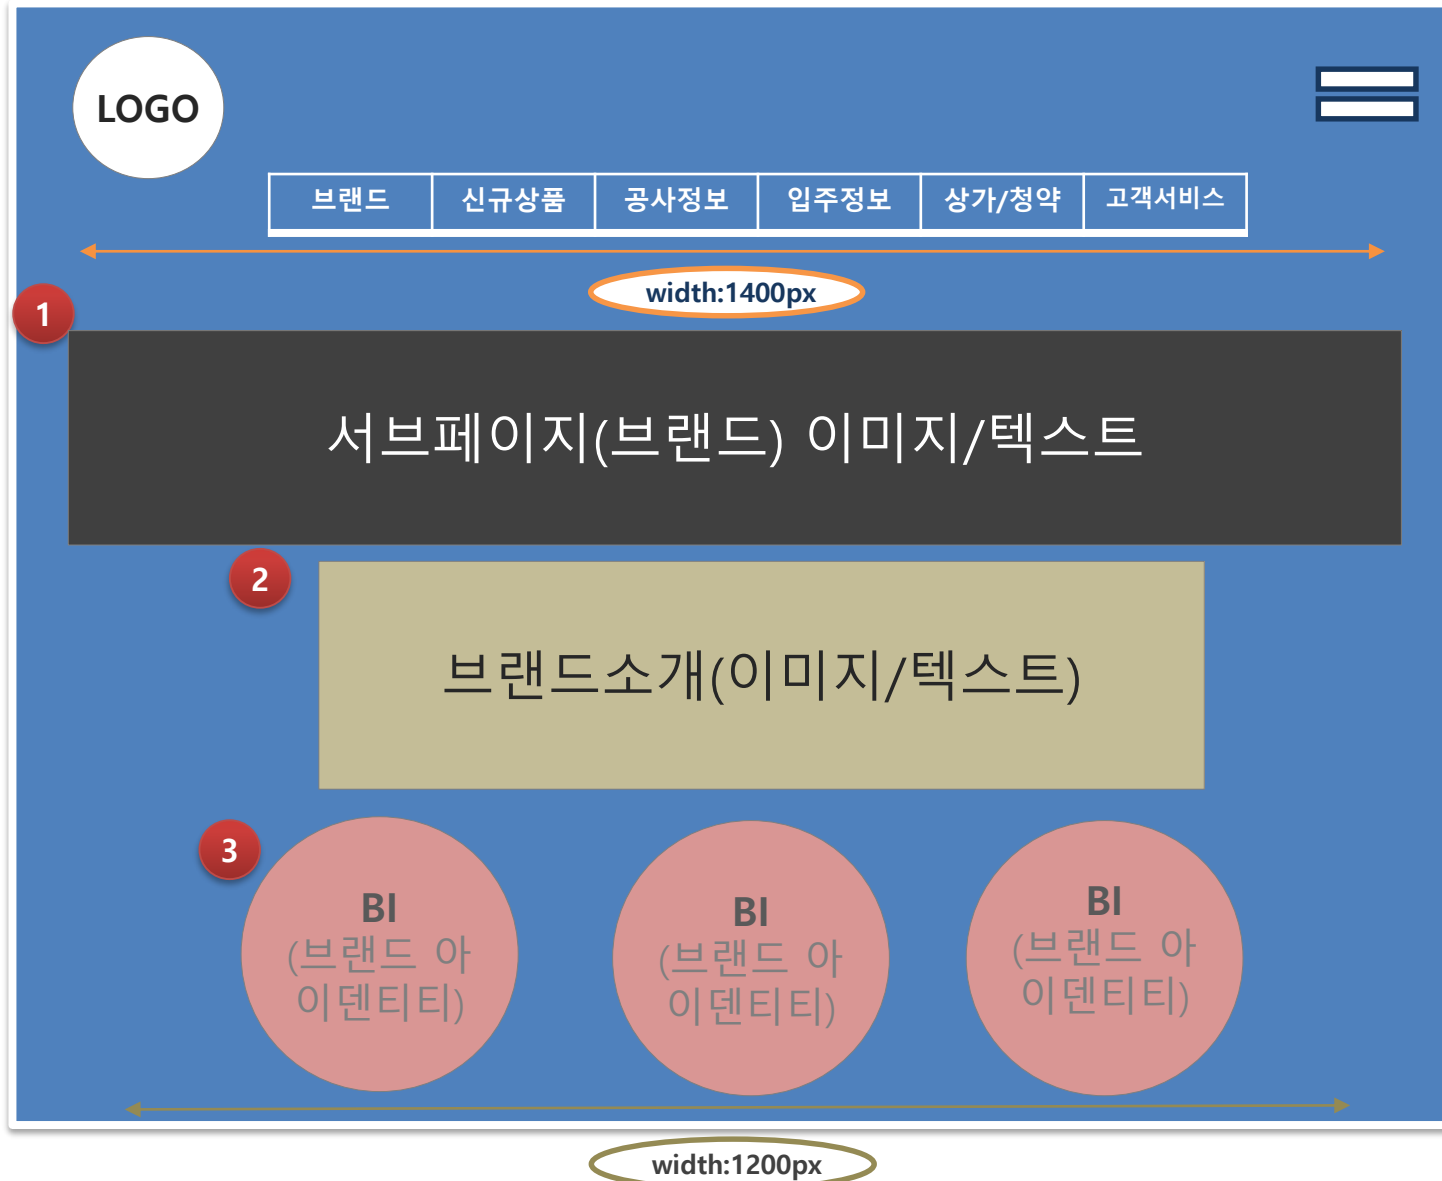 LOGO
브랜드 신규상품 공사정보 입주정보 상가/청약 고객서비스
width:1400px
1
서브페이지(브랜드) 이미지/텍스트
2
브랜드소개(이미지/텍스트)
3
BI
(브랜드 아
이덴티티)
BI
(브랜드 아
이덴티티)
BI
(브랜드 아
이덴티티)
width:1200px